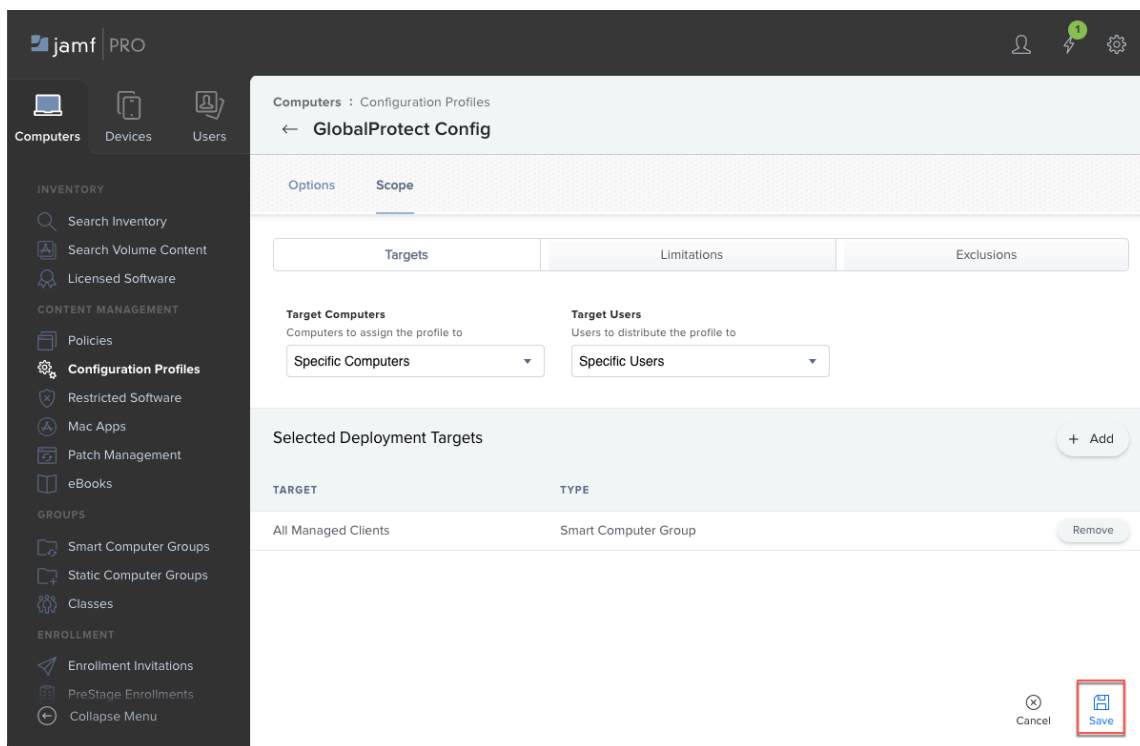 jamf PRO
1
Computers
Devices
Users
INVENTORY
Search Inventory
Search Volume Content
Licensed Software
CONTENT MANAGEMENT
Policies
Configuration Profiles
Restricted Software
Mac Apps
Patch Management
eBooks
GROUPS
Smart Computer Groups
Static Computer Groups
Classes
ENROLLMENT
Enrollment Invitations
PreStage Enrollments
Collapse Menu
Computers : Configuration Profiles
← GlobalProtect Config
Options Scope
Targets Limitations Exclusions
Target Computers
Computers to assign the profile to
Specific Computers
Target Users
Users to distribute the profile to
Specific Users
Selected Deployment Targets
+ Add
TARGET TYPE
All Managed Clients Smart Computer Group Remove
Cancel
Save